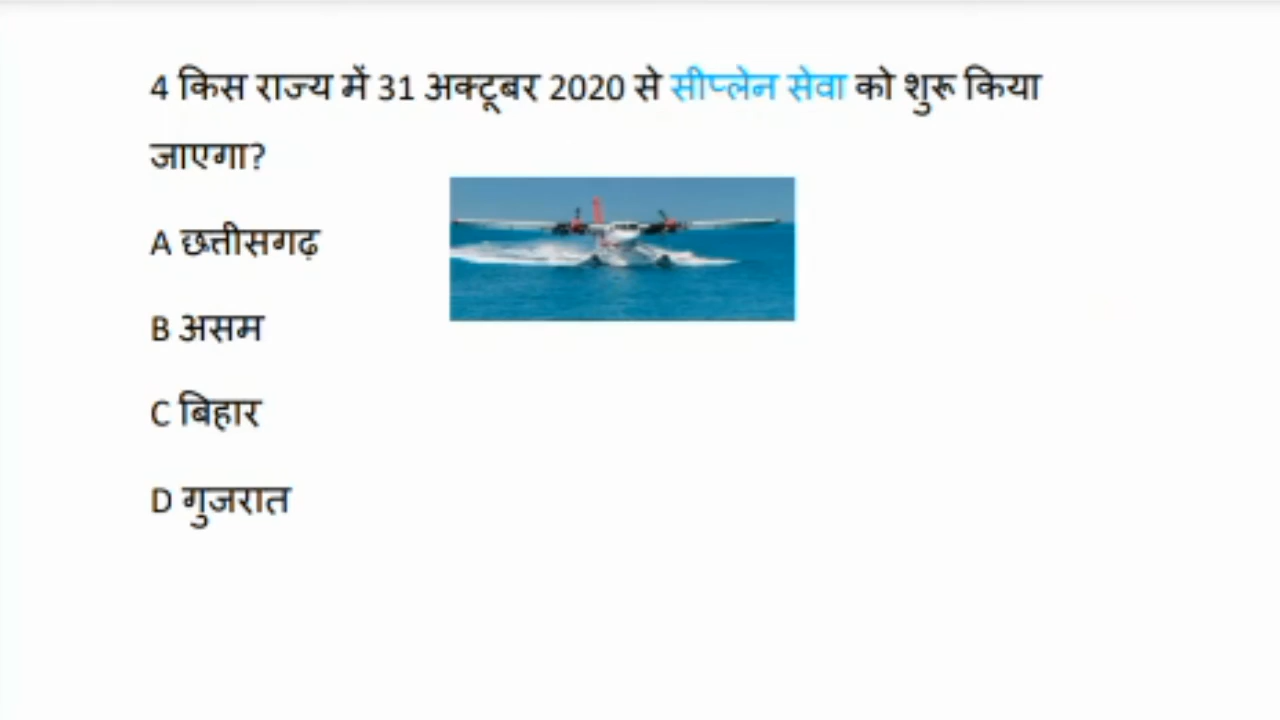 4 किस राज्य में 31 अक्टूबर 2020 से सीप्लेन सेवा को शुरू किया
जाएगा?
A छत्तीसगढ़
B असम
C बिहार
D गुजरात